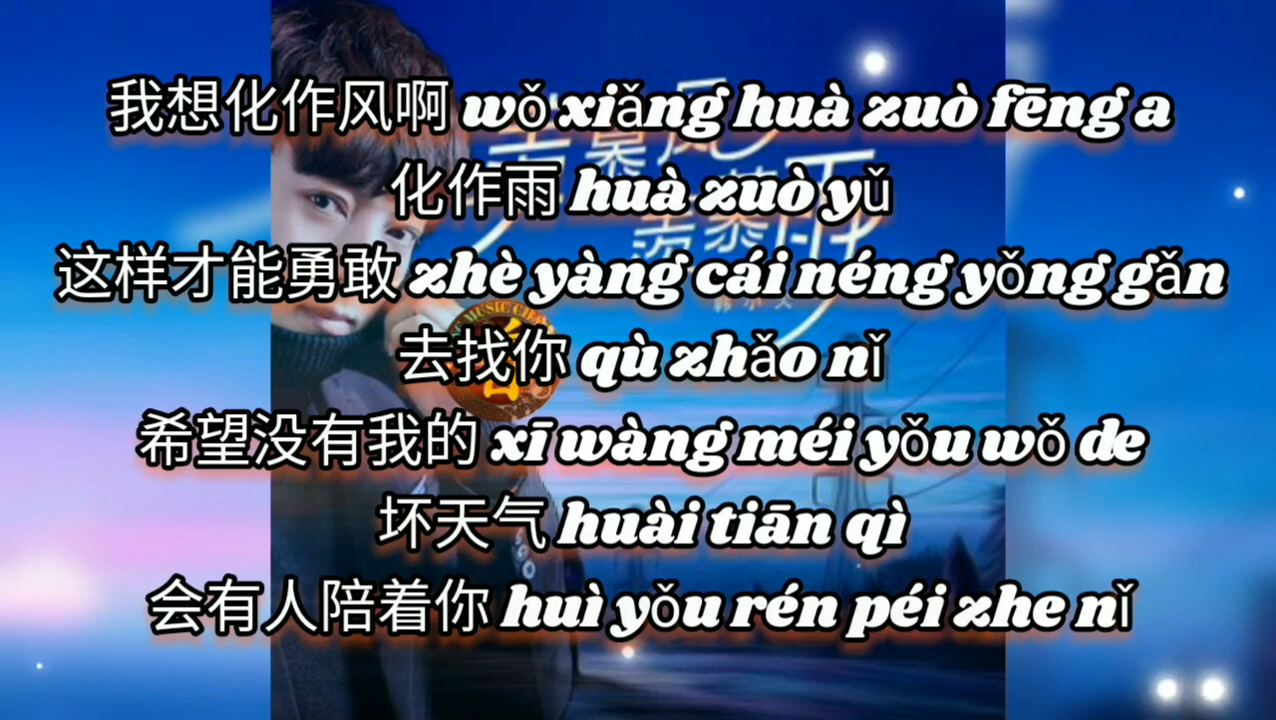 我想化作风啊 wǒ xiǎng huà zuò fēng a
化作雨 huà zuò yǔ
这样才能勇敢 zhè yàng cái néng yǒng gǎn
去找你 qù zhǎo nǐ
希望没有我的 xī wàng méi yǒu wǒ de
坏天气 huài tiān qì
会有人陪着你 huì yǒu rén péi zhe nǐ